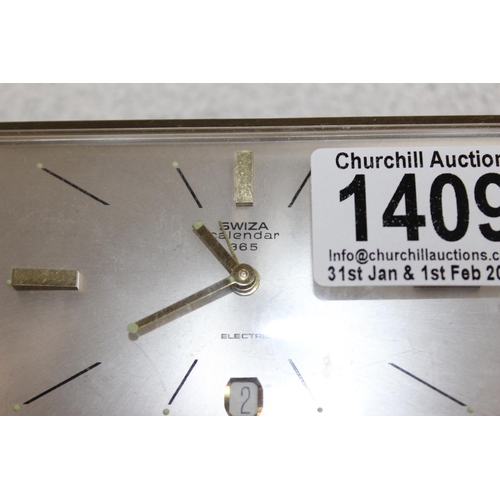 SWIZA
calendar
365
ELECTR
2
Churchill Auction
1409
Info@churchillauctions.c
31st Jan & 1st Feb 20